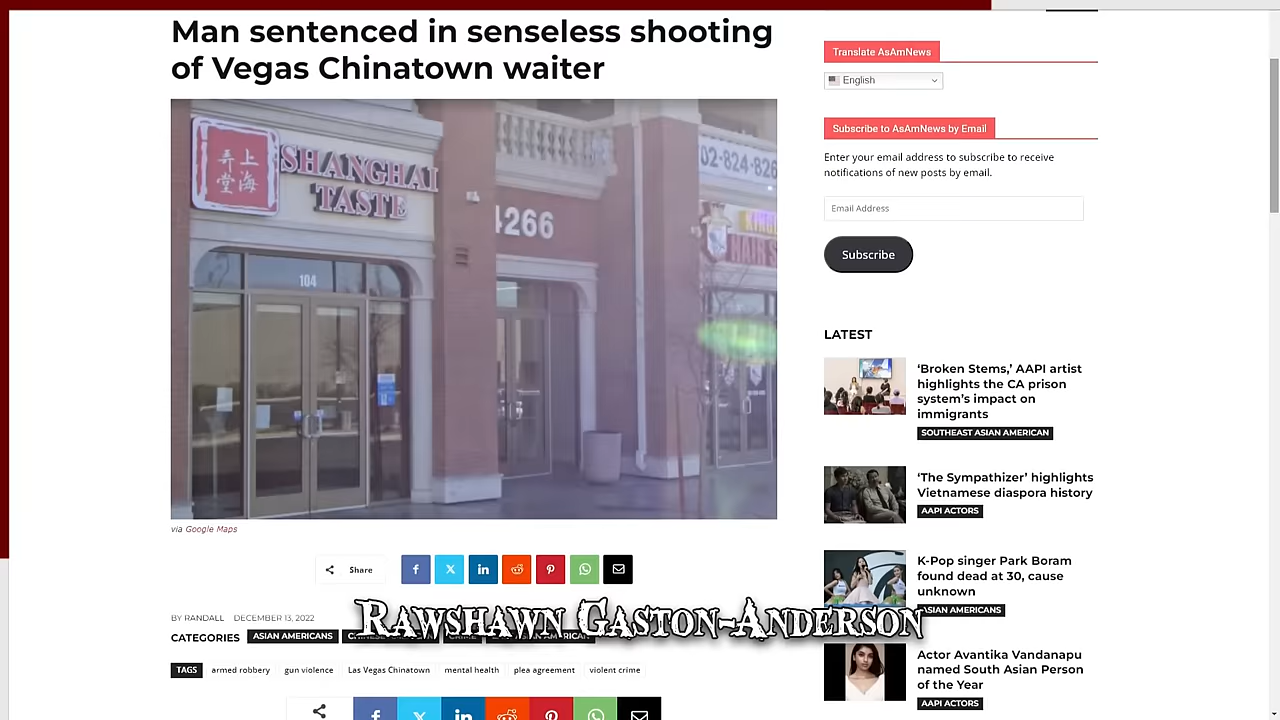 Man sentenced in senseless shooting
of Vegas Chinatown waiter
上海
弄堂
SHANGHAI
TASTE
4266
02-824-826
104
via Google Maps
Share
BY RANDALL DECEMBER 13, 2022
Rawshawn Gaston-Anderson
CATEGORIES ASIAN AMERICANS
TAGS armed robbery gun violence Las Vegas Chinatown mental health plea agreement violent crime
Translate AsAmNews
English
Subscribe to AsAmNews by Email
Enter your email address to subscribe to receive
notifications of new posts by email.
Email Address
Subscribe
LATEST
‘Broken Stems,’ AAPI artist
highlights the CA prison
system’s impact on
immigrants
SOUTHEAST ASIAN AMERICAN
‘The Sympathizer’ highlights
Vietnamese diaspora history
AAPI ACTORS
K-Pop singer Park Boram
found dead at 30, cause
unknown
ASIAN AMERICANS
Actor Avantika Vandanapu
named South Asian Person
of the Year
AAPI ACTORS